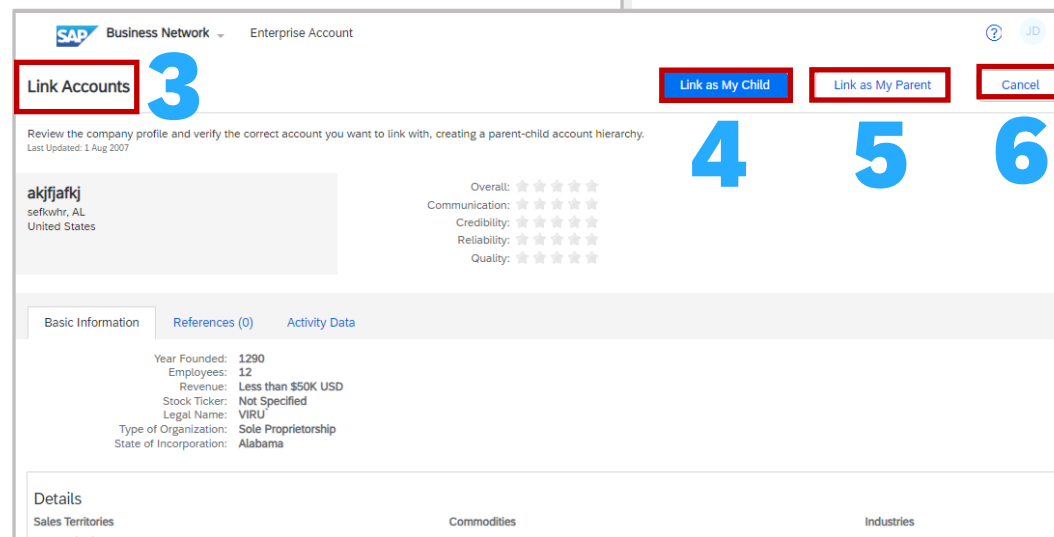 SAP Business Network Enterprise Account ? JD
Link Accounts 3 Link as My Child Link as My Parent Cancel
4 5 6
Review the company profile and verify the correct account you want to link with, creating a parent-child account hierarchy.
Last Updated: 1 Aug 2007
akjfjafkj
sefkwhr, AL
United States
Overall:
Communication:
Credibility:
Reliability:
Quality:
Basic Information References (0) Activity Data
Year Founded: 1290
Employees: 12
Revenue: Less than $50K USD
Stock Ticker: Not Specified
Legal Name: VIRU
Type of Organization: Sole Proprietorship
State of Incorporation: Alabama
Details
Sales Territories Commodities Industries